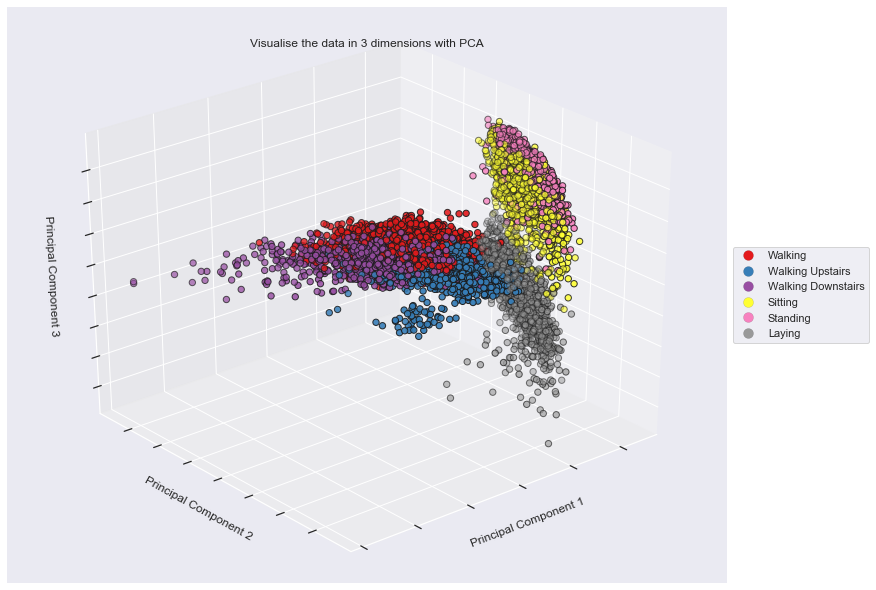 Visualise the data in 3 dimensions with PCA
Principal Component 3
Principal Component 2
Principal Component 1
Walking
Walking Upstairs
Walking Downstairs
Sitting
Standing
Laying